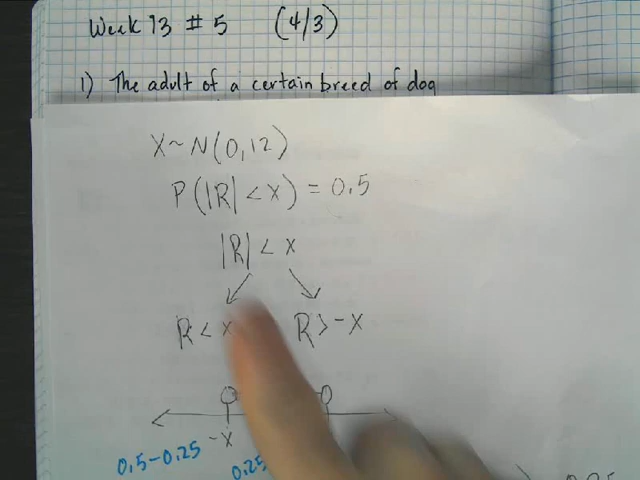 Week 13 # 5 (4/3)
1) The adult of a certain breed of dog
X~N(0,12)
P(|R|<x) = 0.5
|R| < x
R < x R > -x
-x
0.5-0.25 0.25